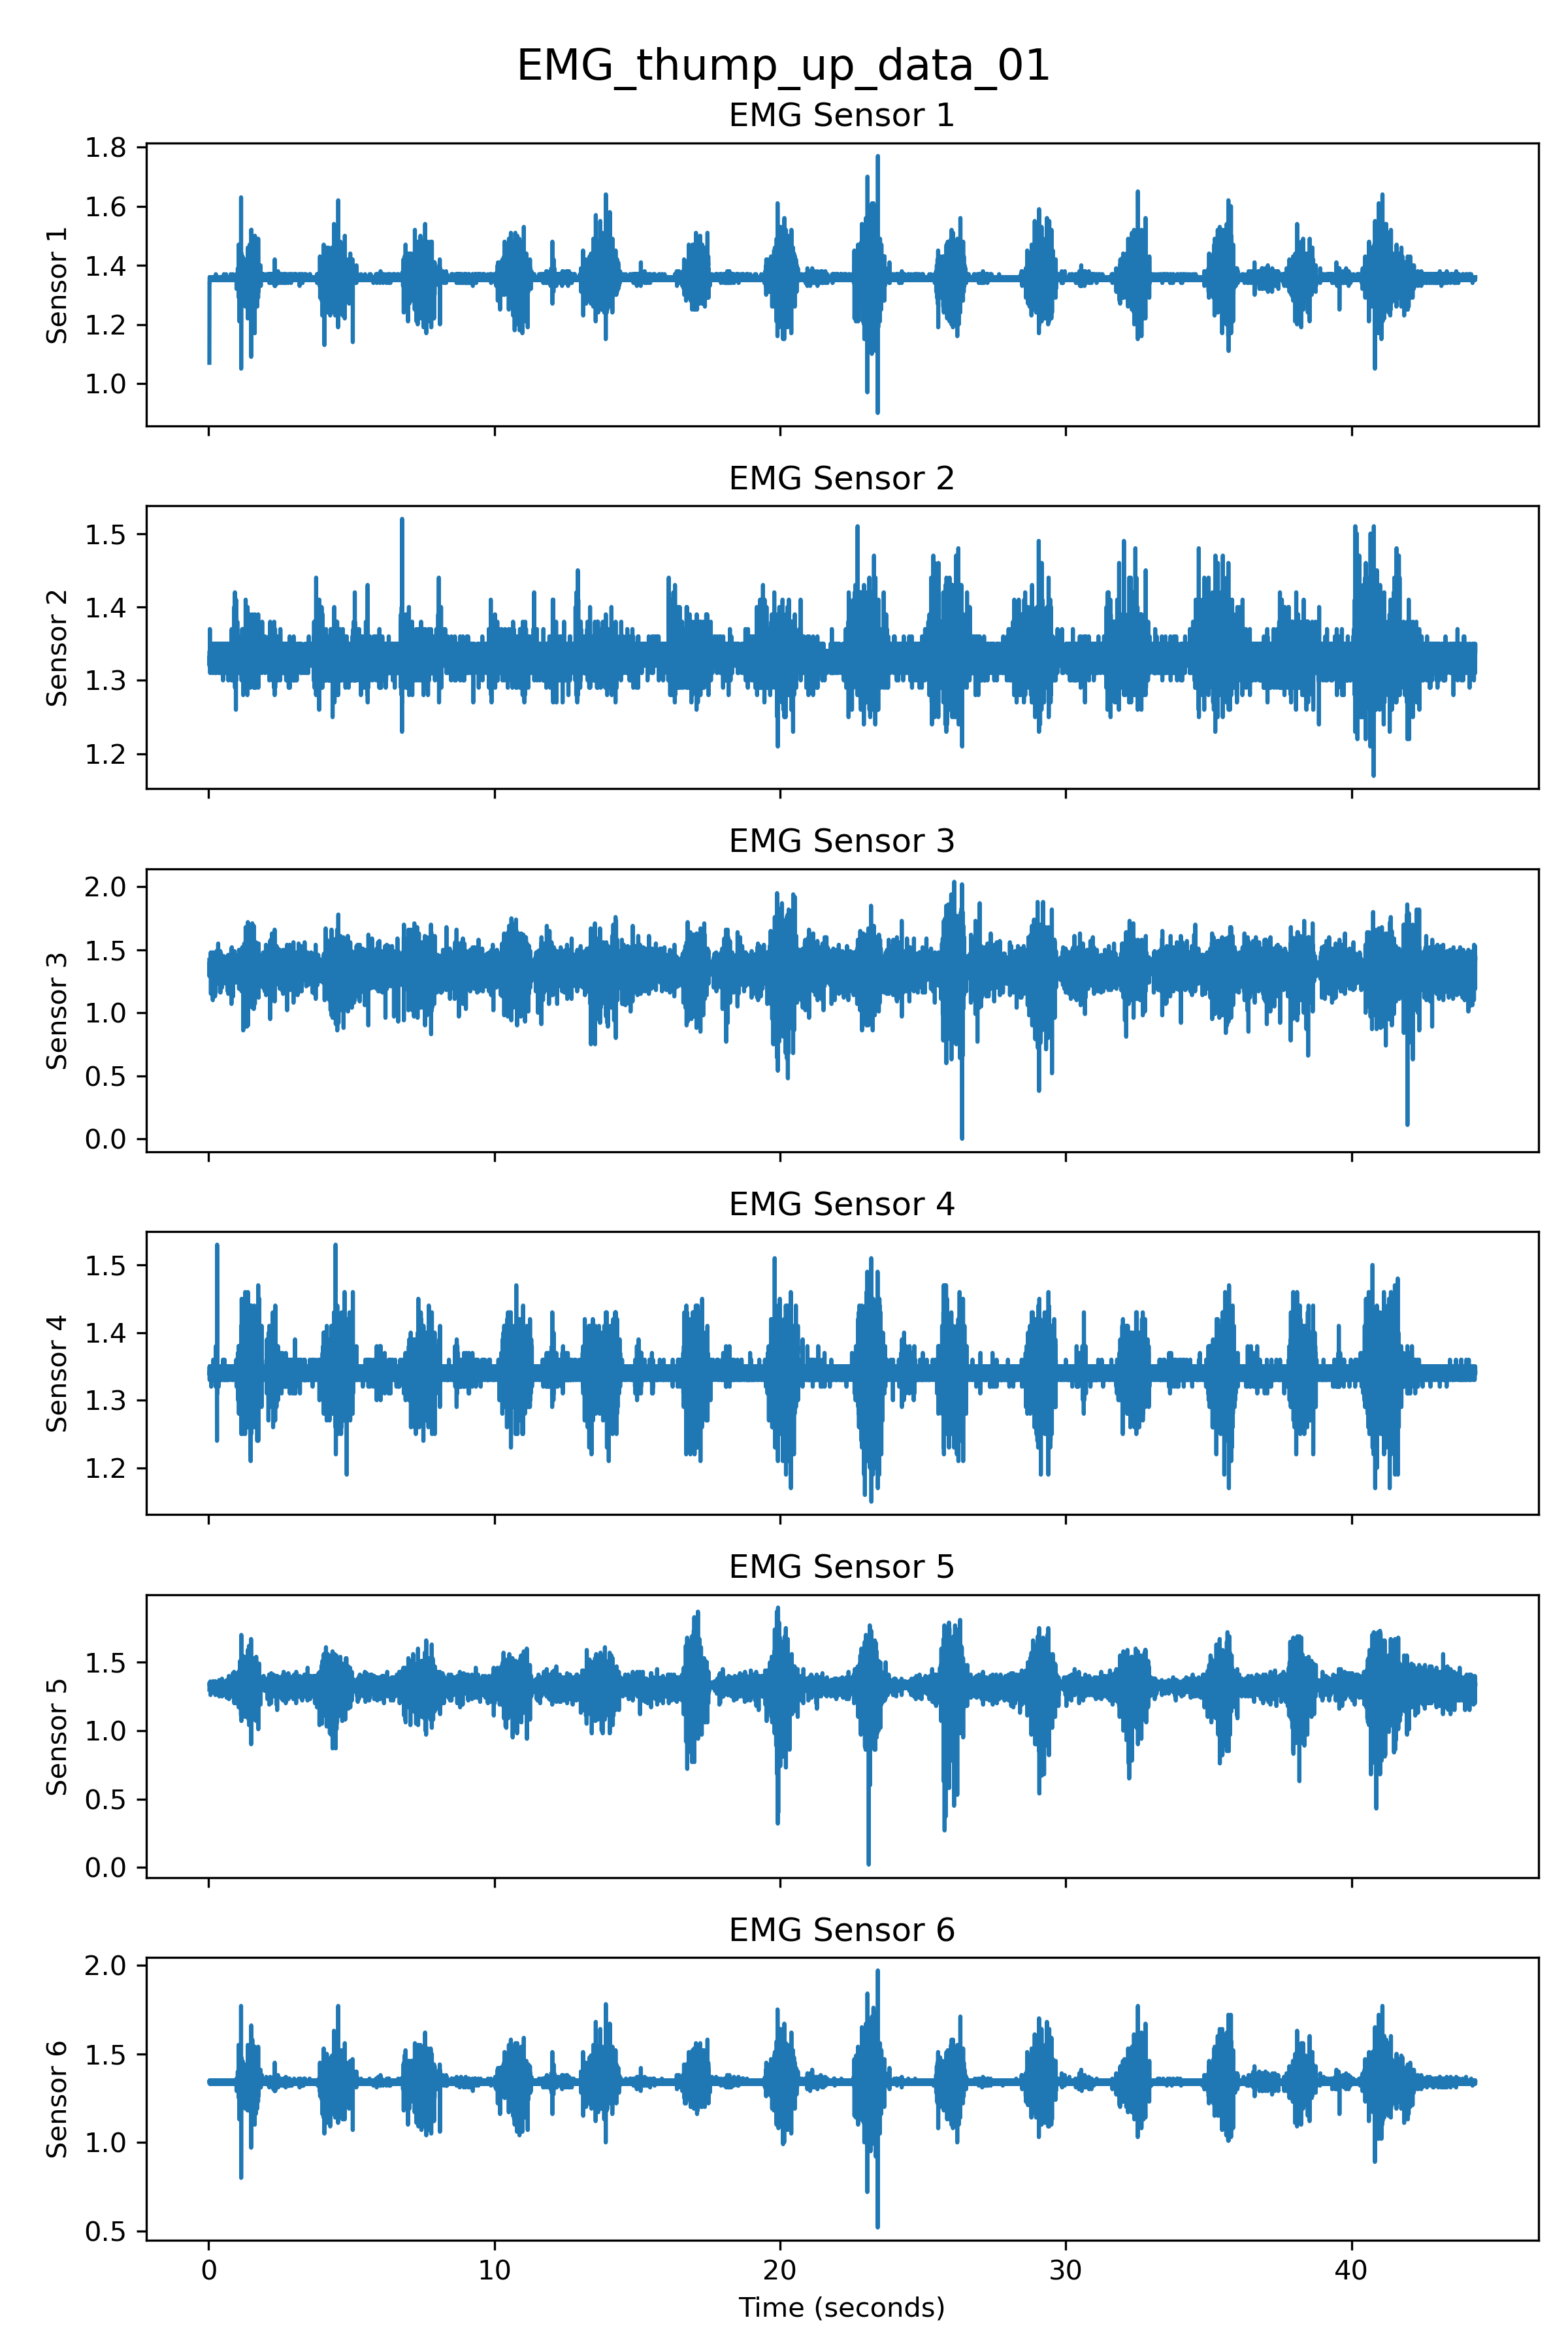 EMG_thump_up_data_01
EMG Sensor 1
1.8
1.6
1.4
1.2
1.0
Sensor 1
EMG Sensor 2
1.5
1.4
1.3
1.2
Sensor 2
EMG Sensor 3
2.0
1.5
1.0
0.5
0.0
Sensor 3
EMG Sensor 4
1.5
1.4
1.3
1.2
Sensor 4
EMG Sensor 5
1.5
1.0
0.5
0.0
Sensor 5
EMG Sensor 6
2.0
1.5
1.0
0.5
Sensor 6
0 10 20 30 40
Time (seconds)